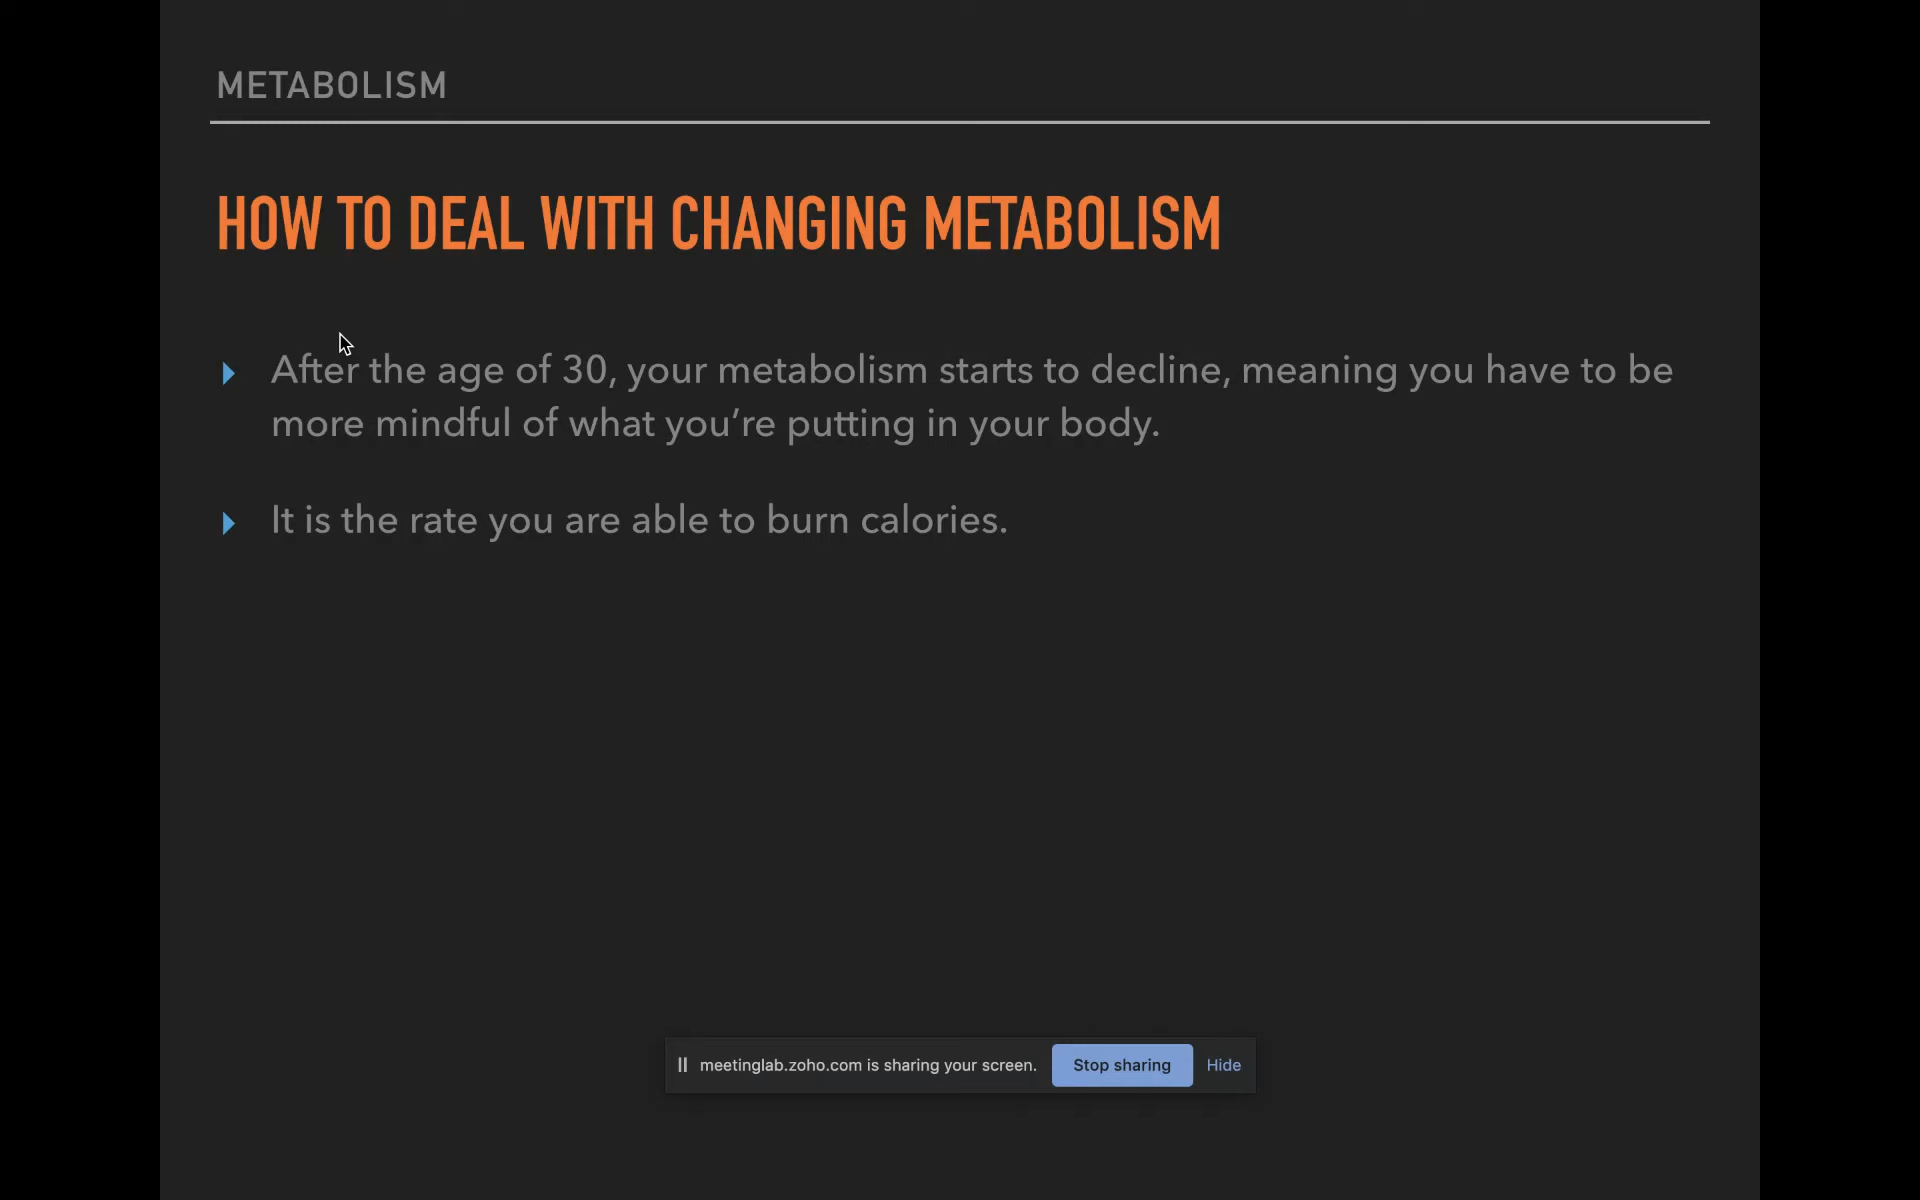 METABOLISM
HOW TO DEAL WITH CHANGING METABOLISM
After the age of 30, your metabolism starts to decline, meaning you have to be
more mindful of what you’re putting in your body.
It is the rate you are able to burn calories.
meetinglab.zoho.com is sharing your screen. Stop sharing Hide